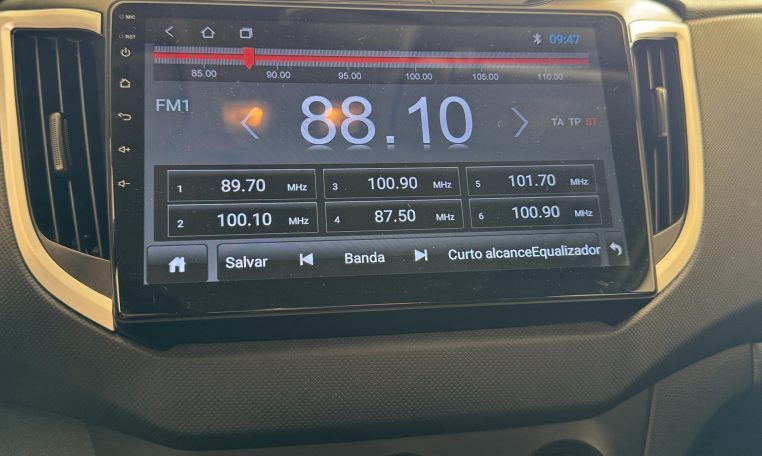 MIC
09:47
RST
85.00 90.00 95.00 100.00 105.00 110.00
FM1 88.10 TA TP ST
1 89.70 MHz 3 100.90 MHz 5 101.70 MHz
2 100.10 MHz 4 87.50 MHz 6 100.90 MHz
Salvar Banda Curto alcanceEqualizador